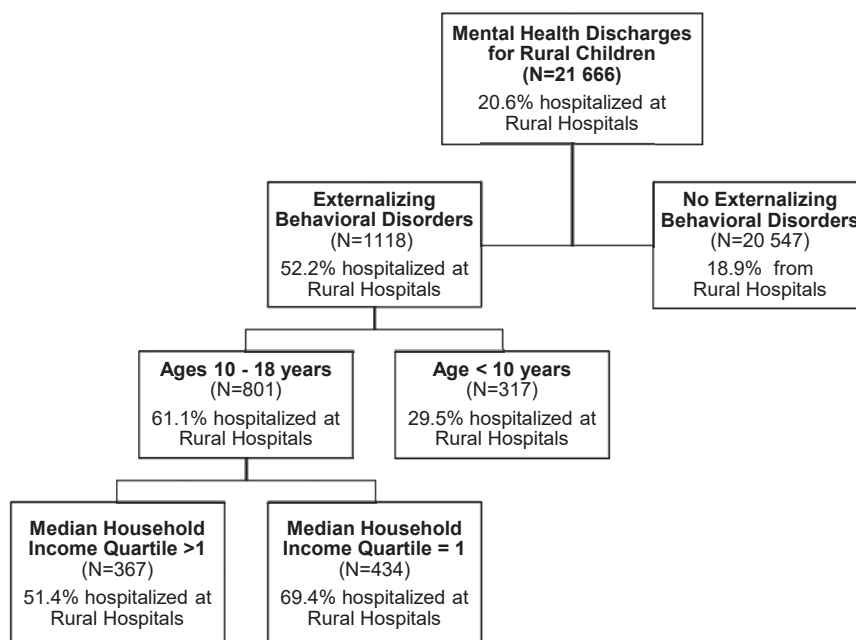 Mental Health Discharges
for Rural Children
(N=21 666)
20.6% hospitalized at
Rural Hospitals
Externalizing
Behavioral Disorders
(N=1118)
52.2% hospitalized at
Rural Hospitals
No Externalizing
Behavioral Disorders
(N=20 547)
18.9% from
Rural Hospitals
Ages 10 - 18 years
(N=801)
61.1% hospitalized at
Rural Hospitals
Age < 10 years
(N=317)
29.5% hospitalized at
Rural Hospitals
Median Household
Income Quartile >1
(N=367)
51.4% hospitalized at
Rural Hospitals
Median Household
Income Quartile = 1
(N=434)
69.4% hospitalized at
Rural Hospitals